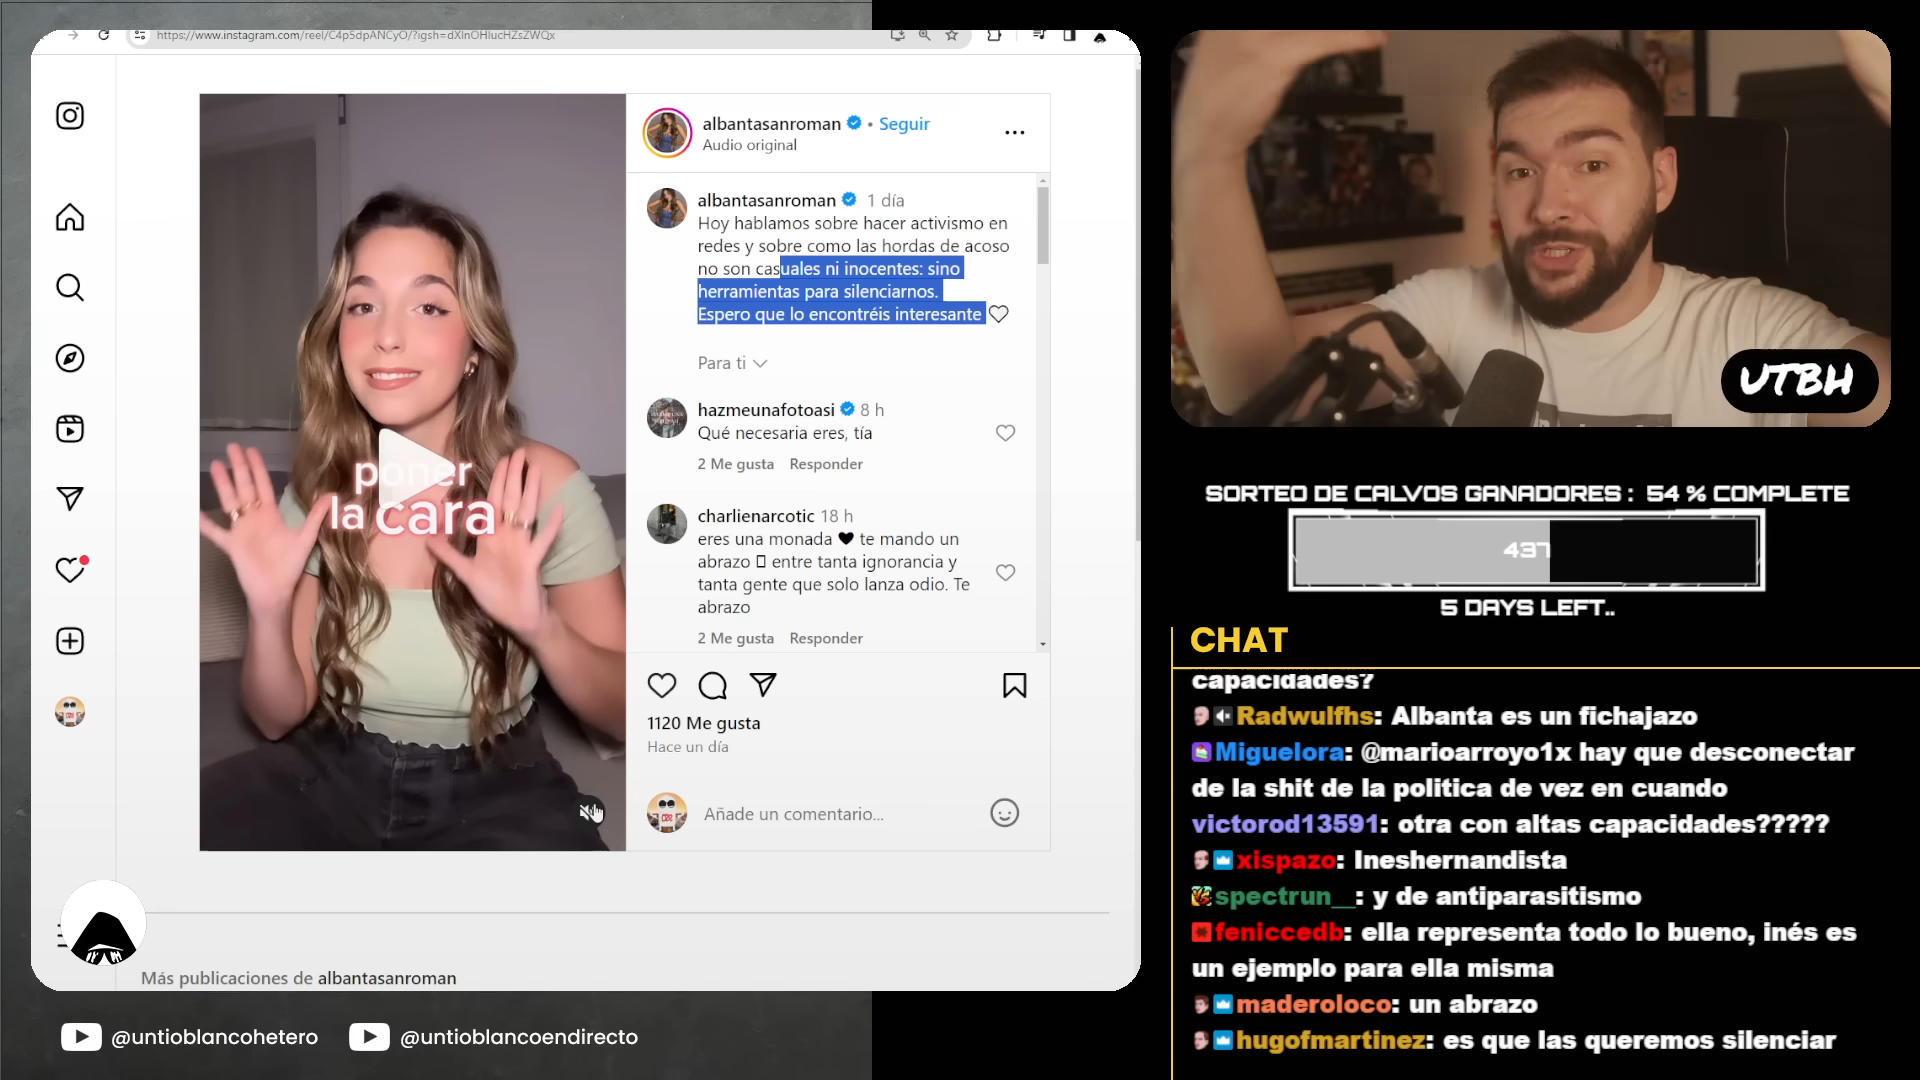 https://www.instagram.com/reel/C4p5dpANCyO/?igsh=dXlnOHlucHZsZWQx
albantasanroman • Seguir
Audio original
albantasanroman 1 día
Hoy hablamos sobre hacer activismo en
redes y sobre como las hordas de acoso
no son casuales ni inocentes: sino
herramientas para silenciarnos.
Espero que lo encontréis interesante
Para ti
hazmeunafotoasi 8 h
Qué necesaria eres, tía
2 Me gusta Responder
charlienarcotic 18 h
eres una monada 🖤 te mando un
abrazo entre tanta ignorancia y
tanta gente que solo lanza odio. Te
abrazo
2 Me gusta Responder
1120 Me gusta
Hace un día
Añade un comentario...
poner
la cara
Más publicaciones de albantasanroman
@untioblancohetero @untioblancoendirecto
UTBH
SORTEO DE CALVOS GANADORES : 54 % COMPLETE
437
5 DAYS LEFT..
CHAT
capacidades?
Radwulfhs: Albanta es un fichajazo
Miguelora: @marioarroyo1x hay que desconectar
de la shit de la politica de vez en cuando
victorod13591: otra con altas capacidades?????
xispazo: Ineshernandista
spectrun__: y de antiparasitismo
feniccedb: ella representa todo lo bueno, inés es
un ejemplo para ella misma
maderoloco: un abrazo
hugofmartinez: es que las queremos silenciar